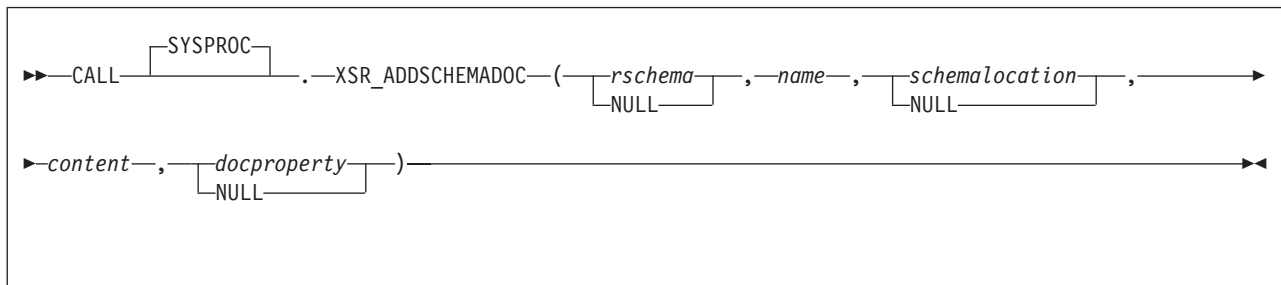 SYSPROC
CALL . XSR_ADDSCHEMADOC ( rschema , name , schemalocation ,
NULL NULL
content , docproperty )
NULL